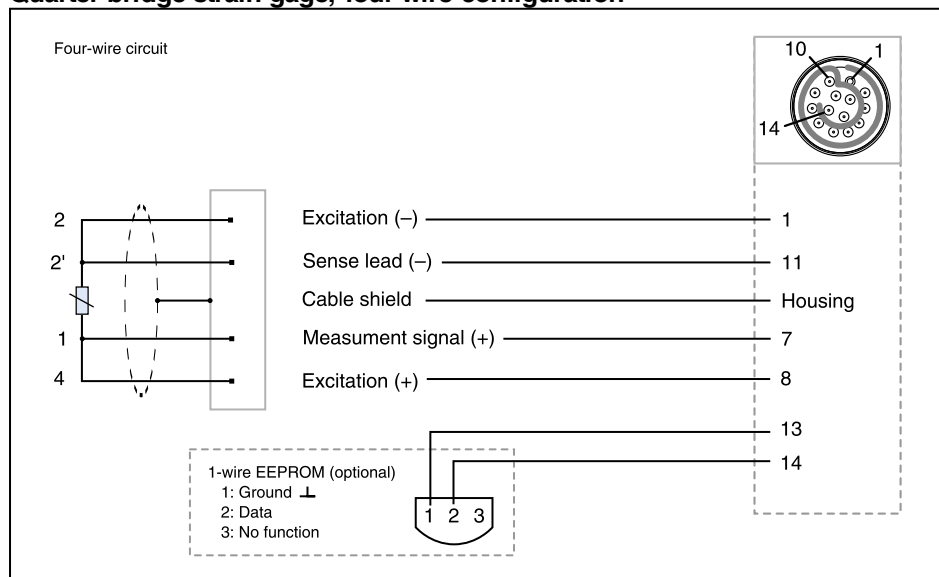 Quarter bridge strain gage, four-wire configuration
Four-wire circuit
10 1
14
2 Excitation (–) 1
2' Sense lead (–) 11
Cable shield Housing
1 Measument signal (+) 7
4 Excitation (+) 8
13
14
1-wire EEPROM (optional)
1: Ground
2: Data
3: No function
1 2 3